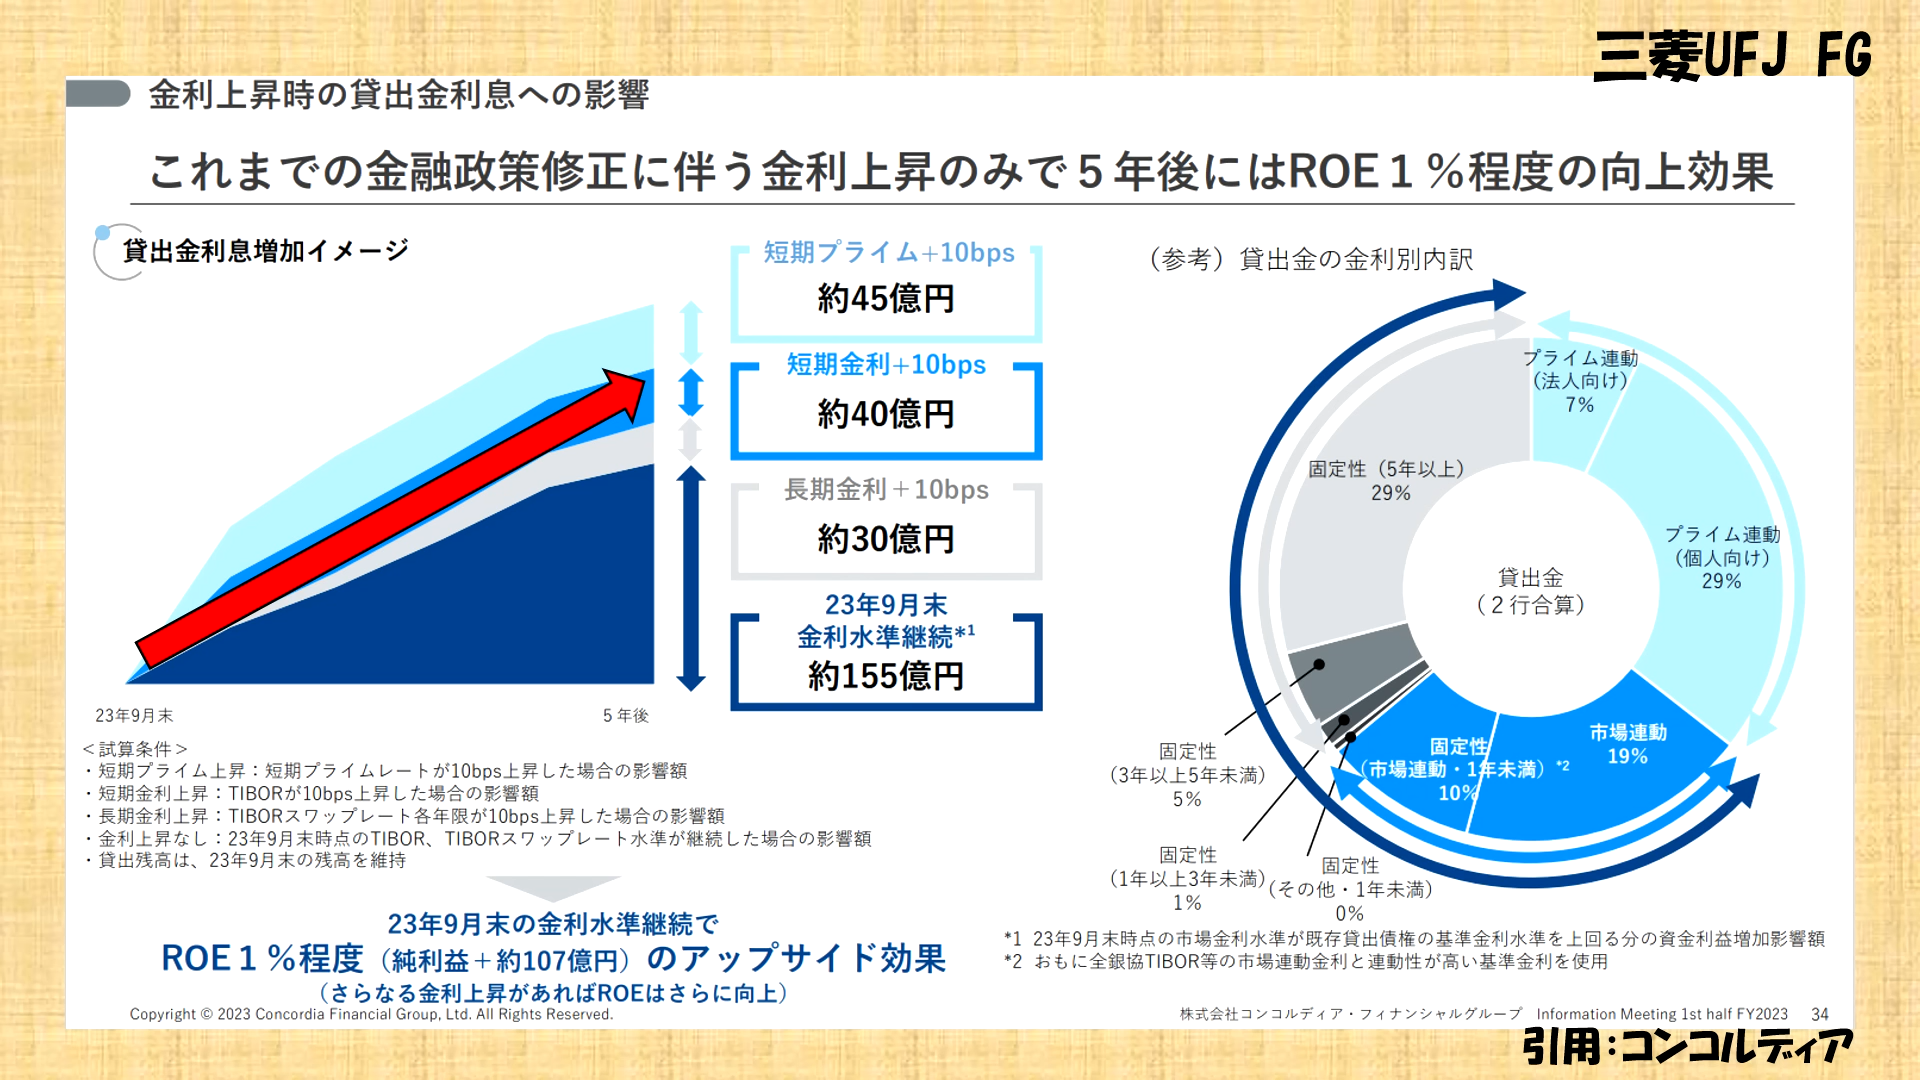 三菱UFJ FG
金利上昇時の貸出金利息への影響
これまでの金融政策修正に伴う金利上昇のみで５年後にはROE１％程度の向上効果
貸出金利息増加イメージ
短期プライム+10bps
約45億円
短期金利+10bps
約40億円
長期金利＋10bps
約30億円
23年9月末
金利水準継続*1
約155億円
23年9月末
５年後
＜試算条件＞
・短期プライム上昇：短期プライムレートが10bps上昇した場合の影響額
・短期金利上昇：TIBORが10bps上昇した場合の影響額
・長期金利上昇：TIBORスワップレート各年限が10bps上昇した場合の影響額
・金利上昇なし：23年9月末時点のTIBOR、TIBORスワップレート水準が継続した場合の影響額
・貸出残高は、23年9月末の残高を維持
23年9月末の金利水準継続で
ROE１％程度（純利益＋約107億円）のアップサイド効果
（さらなる金利上昇があればROEはさらに向上）
（参考）貸出金の金利別内訳
プライム連動
（法人向け）
7%
プライム連動
（個人向け）
29%
市場連動
19%
固定性
（市場連動・1年未満）*2
10%
固定性
（その他・1年未満）
0%
固定性
（1年以上3年未満）
1%
固定性
（3年以上5年未満）
5%
固定性（5年以上）
29%
貸出金
（２行合算）
*1 23年9月末時点の市場金利水準が既存貸出債権の基準金利水準を上回る分の資金利益増加影響額
*2 おもに全銀協TIBOR等の市場連動金利と連動性が高い基準金利を使用
Copyright © 2023 Concordia Financial Group, Ltd. All Rights Reserved.
株式会社コンコルディア・フィナンシャルグループ Information Meeting 1st half FY2023 34
引用：コンコルディア